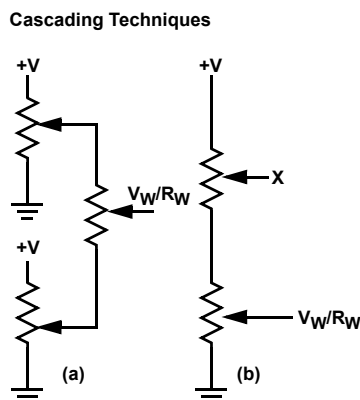 Cascading Techniques
+V
+V
X
VW/RW
+V
VW/RW
(a)
(b)